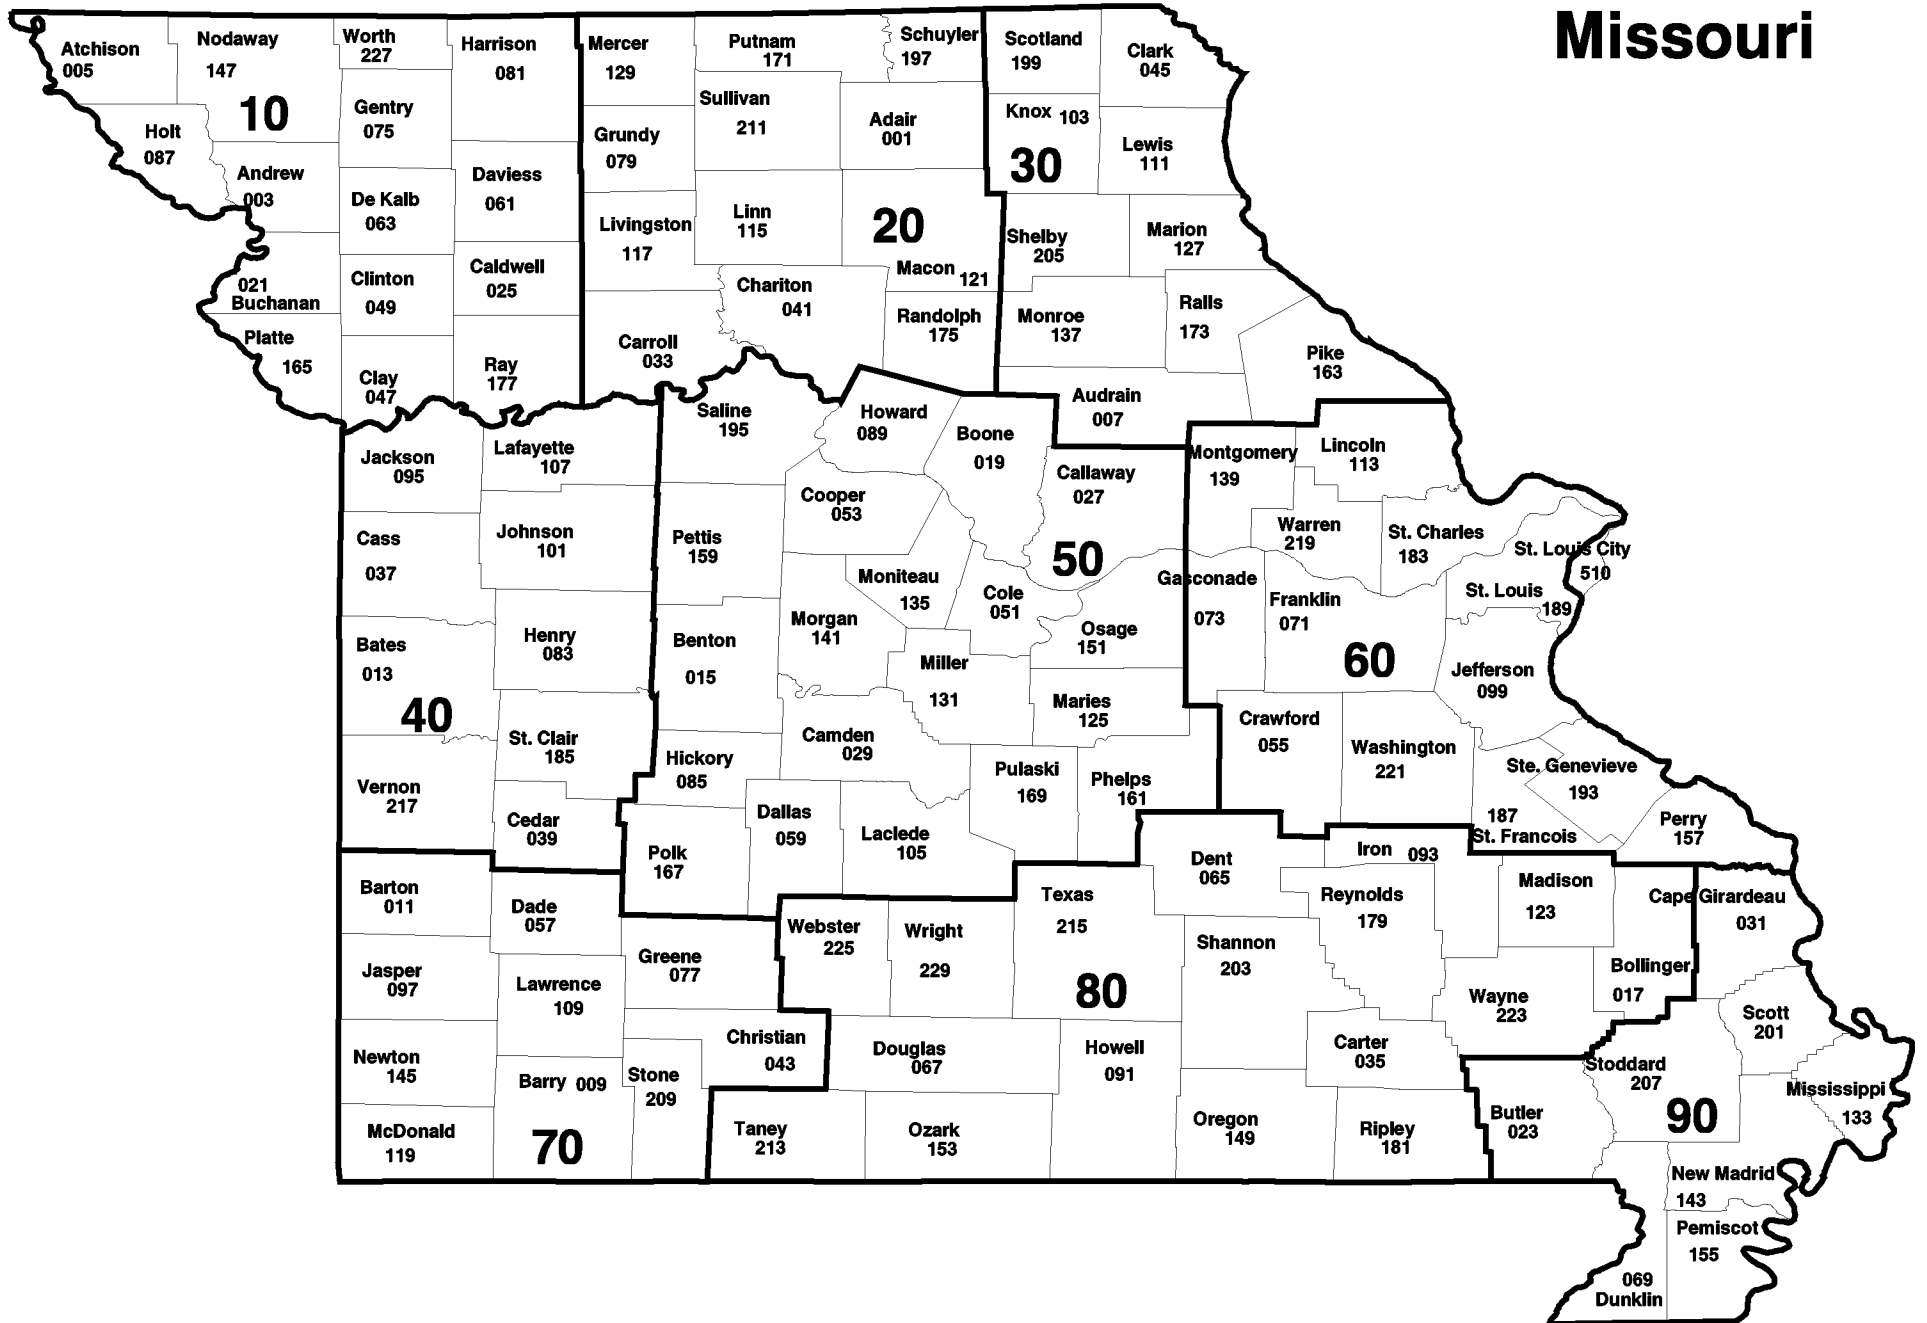 Missouri
Atchison
005
Nodaway
147
Worth
227
Harrison
081
Mercer
129
Putnam
171
Schuyler
197
Scotland
199
Clark
045
10
Gentry
075
Sullivan
211
Adair
001
Knox 103
Holt
087
Grundy
079
Lewis
111
30
Andrew
003
De Kalb
063
Daviess
061
Livingston
117
Linn
115
20
Shelby
205
Marion
127
021
Buchanan
Clinton
049
Caldwell
025
Chariton
041
Macon 121
Randolph
175
Monroe
137
Ralls
173
Platte
165
Clay
047
Ray
177
Carroll
033
Pike
163
Saline
195
Howard
089
Audrain
007
Boone
019
Jackson
095
Lafayette
107
Callaway
027
Montgomery
139
Lincoln
113
Cooper
053
Cass
037
Johnson
101
Pettis
159
50
Warren
219
St. Charles
183
St. Louis City
510
Moniteau
135
Cole
051
Gasconade
073
Franklin
071
St. Louis
189
Bates
013
Henry
083
Benton
015
Morgan
141
Osage
151
Miller
131
60
Jefferson
099
40
Maries
125
St. Clair
185
Camden
029
Crawford
055
Washington
221
Hickory
085
Pulaski
169
Phelps
161
Ste. Genevieve
193
Vernon
217
Cedar
039
Dallas
059
Laclede
105
187
St. Francois
Perry
157
Polk
167
Dent
065
Iron 093
Barton
011
Dade
057
Texas
215
Reynolds
179
Madison
123
Cape Girardeau
031
Webster
225
Wright
229
Greene
077
Shannon
203
Jasper
097
Lawrence
109
80
Bollinger
017
Wayne
223
Scott
201
Christian
043
Douglas
067
Howell
091
Carter
035
Newton
145
Barry 009
Stone
209
Stoddard
207
Mississippi
133
McDonald
119
70
Taney
213
Ozark
153
Oregon
149
Ripley
181
Butler
023
90
New Madrid
143
Pemiscot
155
069
Dunklin